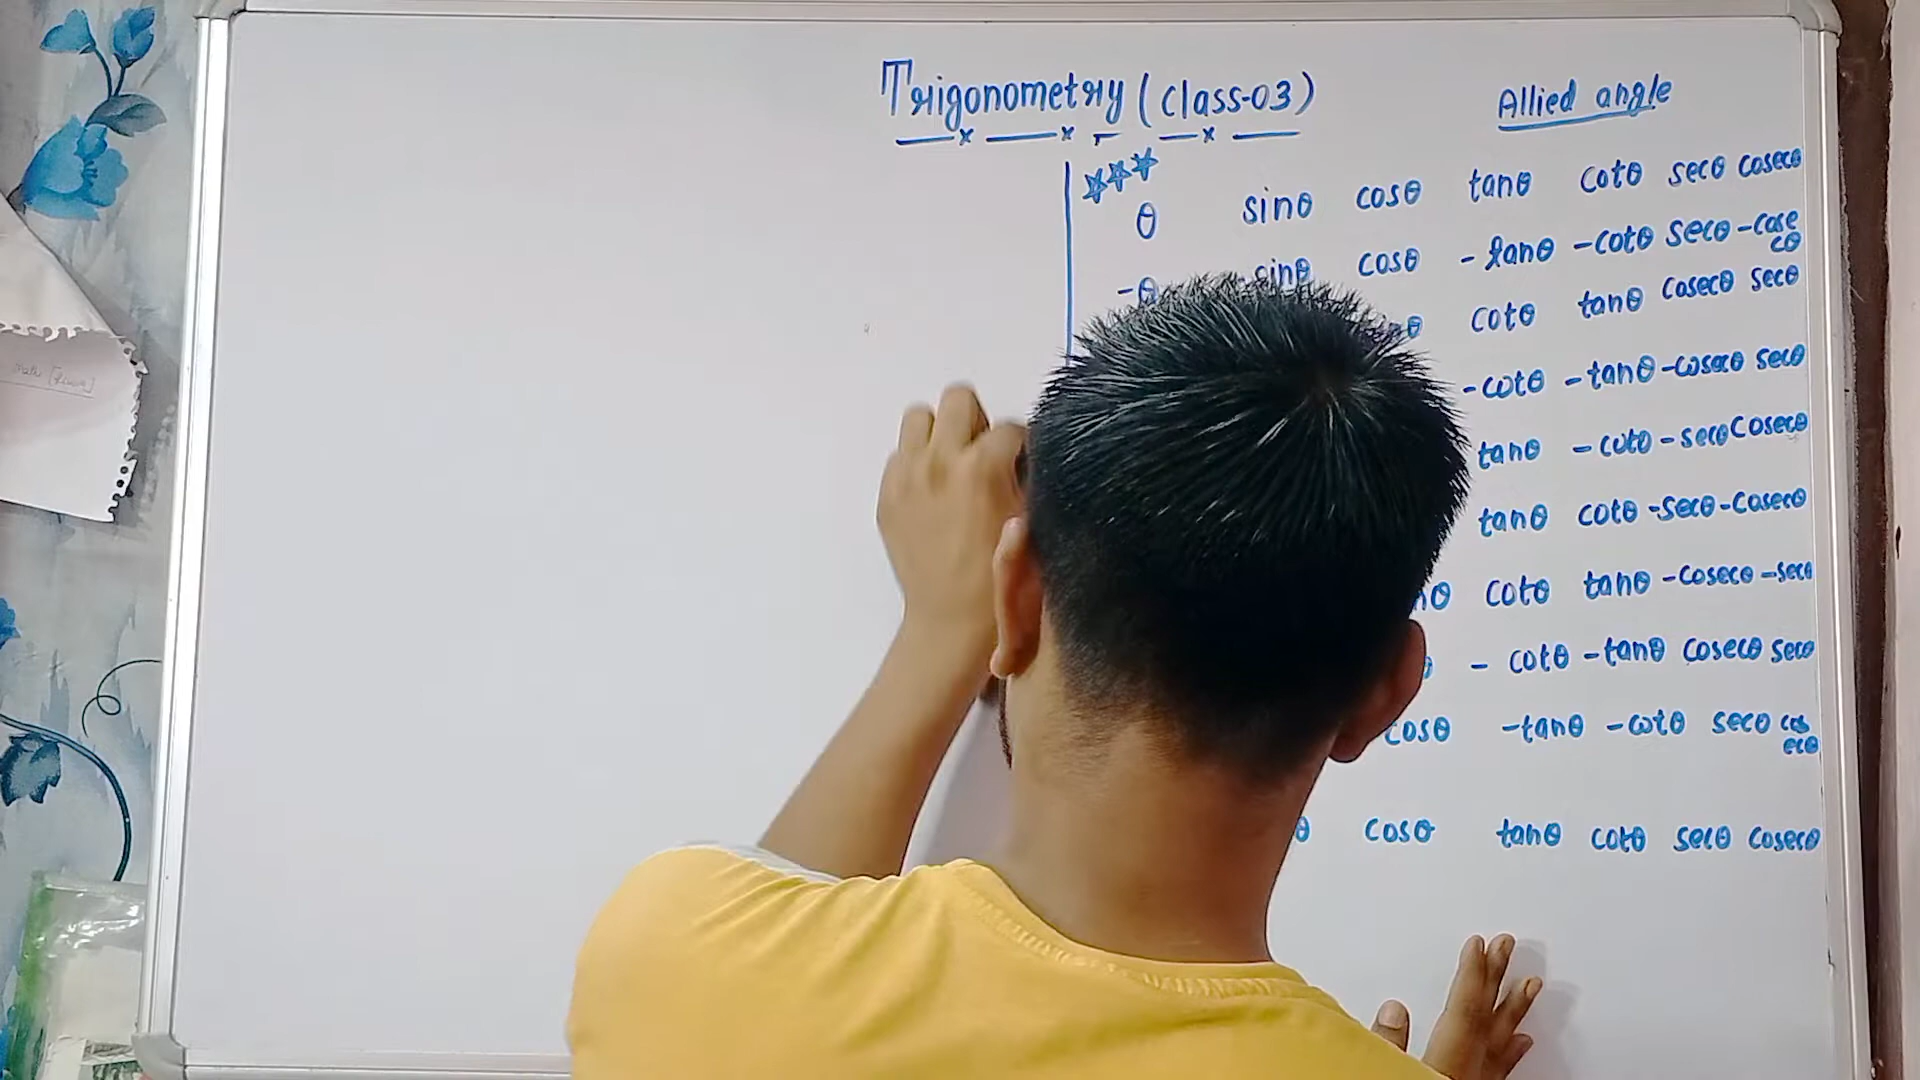 Trigonometry (Class-03)
Allied angle
θ sinθ cosθ tanθ cotθ secθ cosecθ
-θ -sinθ cosθ -tanθ -cotθ secθ -cosecθ
cotθ tanθ cosecθ secθ
-cotθ -tanθ -cosecθ secθ
tanθ -cotθ -secθ cosecθ
tanθ cotθ -secθ -cosecθ
cotθ tanθ -cosecθ -secθ
-cotθ -tanθ cosecθ secθ
cosθ -tanθ -cotθ secθ cosecθ
θ cosθ tanθ cotθ secθ cosecθ